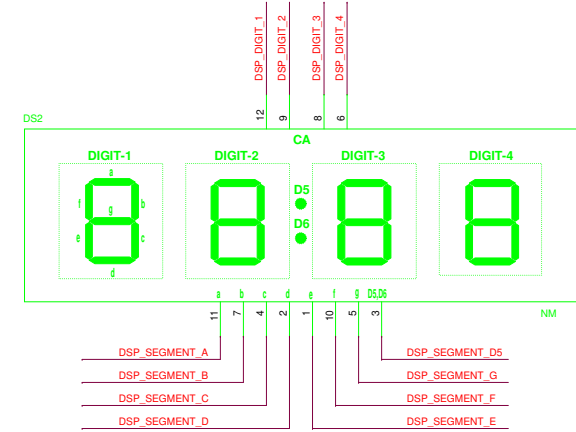 DSP_DIGIT_1
DSP_DIGIT_2
DSP_DIGIT_3
DSP_DIGIT_4
12 9 8 6
DS2
CA
DIGIT-1 DIGIT-2 DIGIT-3 DIGIT-4
a
f g b
D5
D6
e c
d
a b c d e f g D5,D6
11 7 4 2 1 10 5 3
NM
DSP_SEGMENT_A DSP_SEGMENT_D5
DSP_SEGMENT_B DSP_SEGMENT_G
DSP_SEGMENT_C DSP_SEGMENT_F
DSP_SEGMENT_D DSP_SEGMENT_E